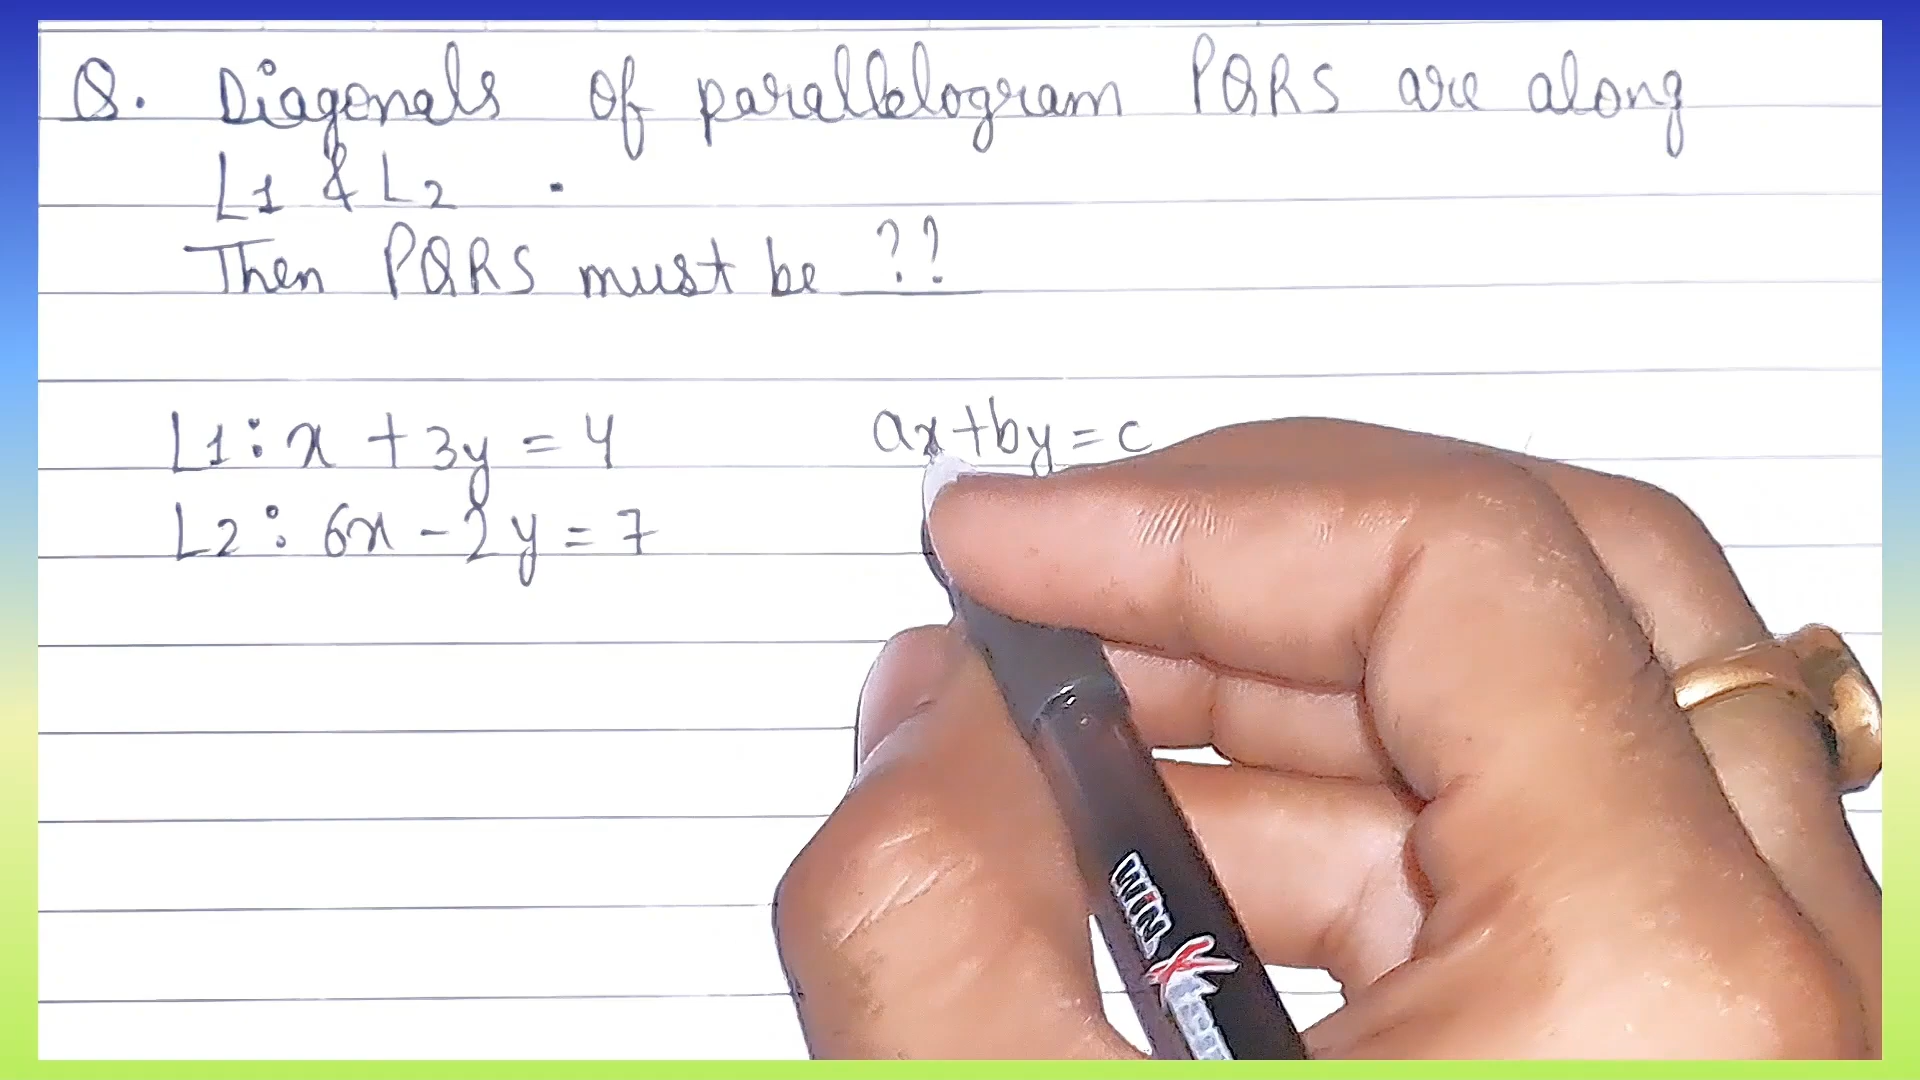 Q. Diagonals of parallelogram PQRS are along
L1 & L2 .
Then PQRS must be ??
L1: x + 3y = 4
ax+by=c
L2: 6x - 2y = 7
WIN